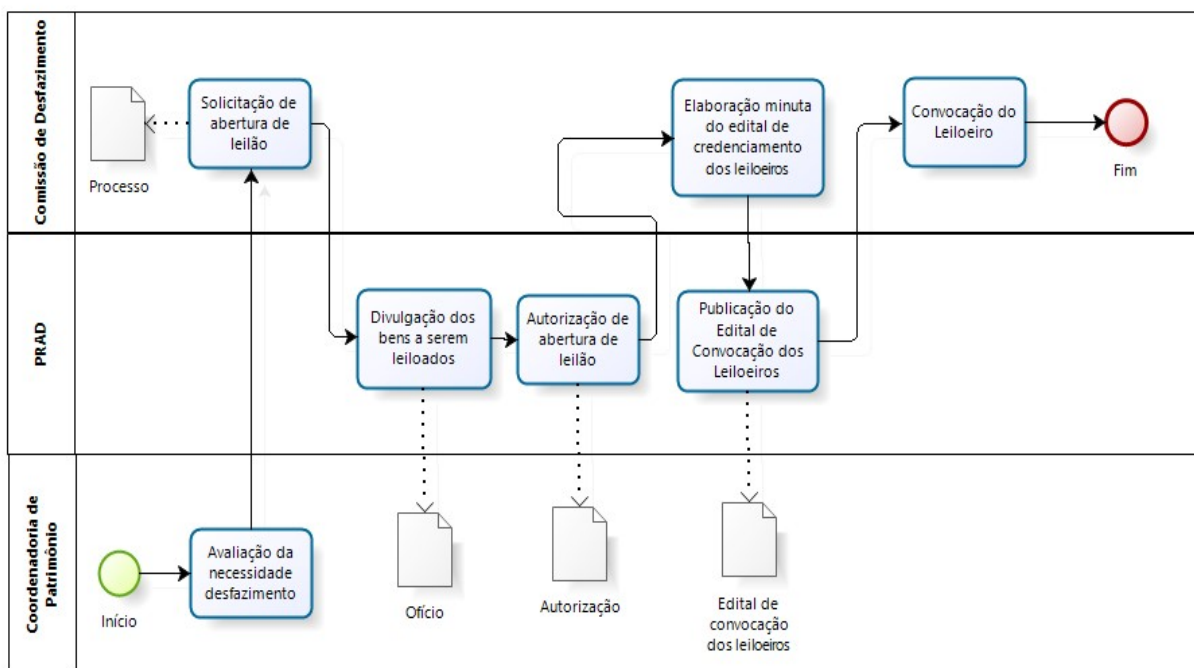 Comissão de Desfazimento
Processo
Solicitação de
abertura de
leilão
Elaboração minuta
do edital de
credenciamento
dos leiloeiros
Convocação do
Leiloeiro
Fim
PRAD
Divulgação dos
bens a serem
leiloados
Autorização de
abertura de
leilão
Publicação do
Edital de
Convocação dos
Leiloeiros
Coordenadoria de
Patrimônio
Início
Avaliação da
necessidade
desfazimento
Ofício
Autorização
Edital de
convocação
dos leiloeiros